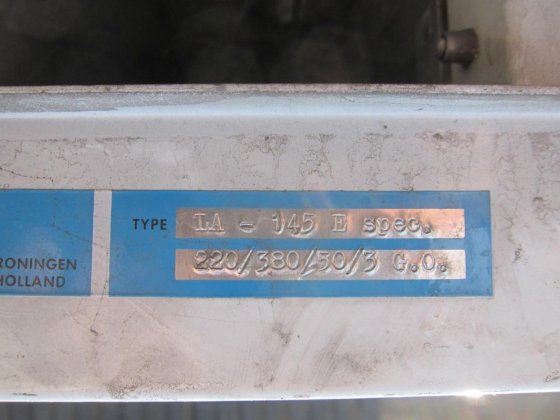 TYPE LA - 145 E spec.
220/380/50/3 G.O.
RONINGEN
HOLLAND